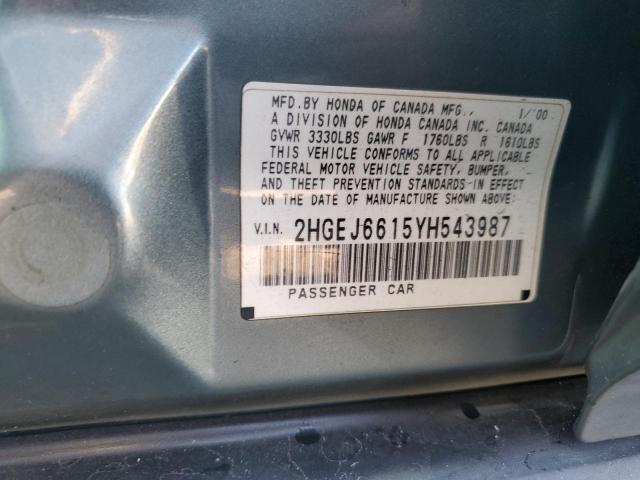 MFD.BY HONDA OF CANADA MFG., 1/'00
A DIVISION OF HONDA CANADA INC. CANADA
GVWR 3330LBS GAWR F 1760LBS R 1610LBS
THIS VEHICLE CONFORMS TO ALL APPLICABLE
FEDERAL MOTOR VEHICLE SAFETY, BUMPER,
AND THEFT PREVENTION STANDARDS IN EFFECT
ON THE DATE OF MANUFACTURE SHOWN ABOVE.
V.I.N. 2HGEJ6615YH543987
PASSENGER CAR